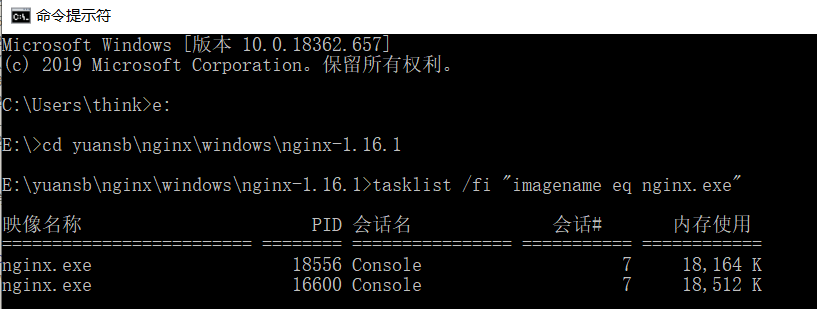 命令提示符
Microsoft Windows [版本 10.0.18362.657]
(c) 2019 Microsoft Corporation。保留所有权利。
C:\Users\think>e:
E:\>cd yuansb\nginx\windows\nginx-1.16.1
E:\yuansb\nginx\windows\nginx-1.16.1>tasklist /fi "imagename eq nginx.exe"
映像名称                       PID 会话名              会话#       内存使用
========================= ======== ================ =========== ============
nginx.exe                    18556 Console                    7     18,164 K
nginx.exe                    16600 Console                    7     18,512 K